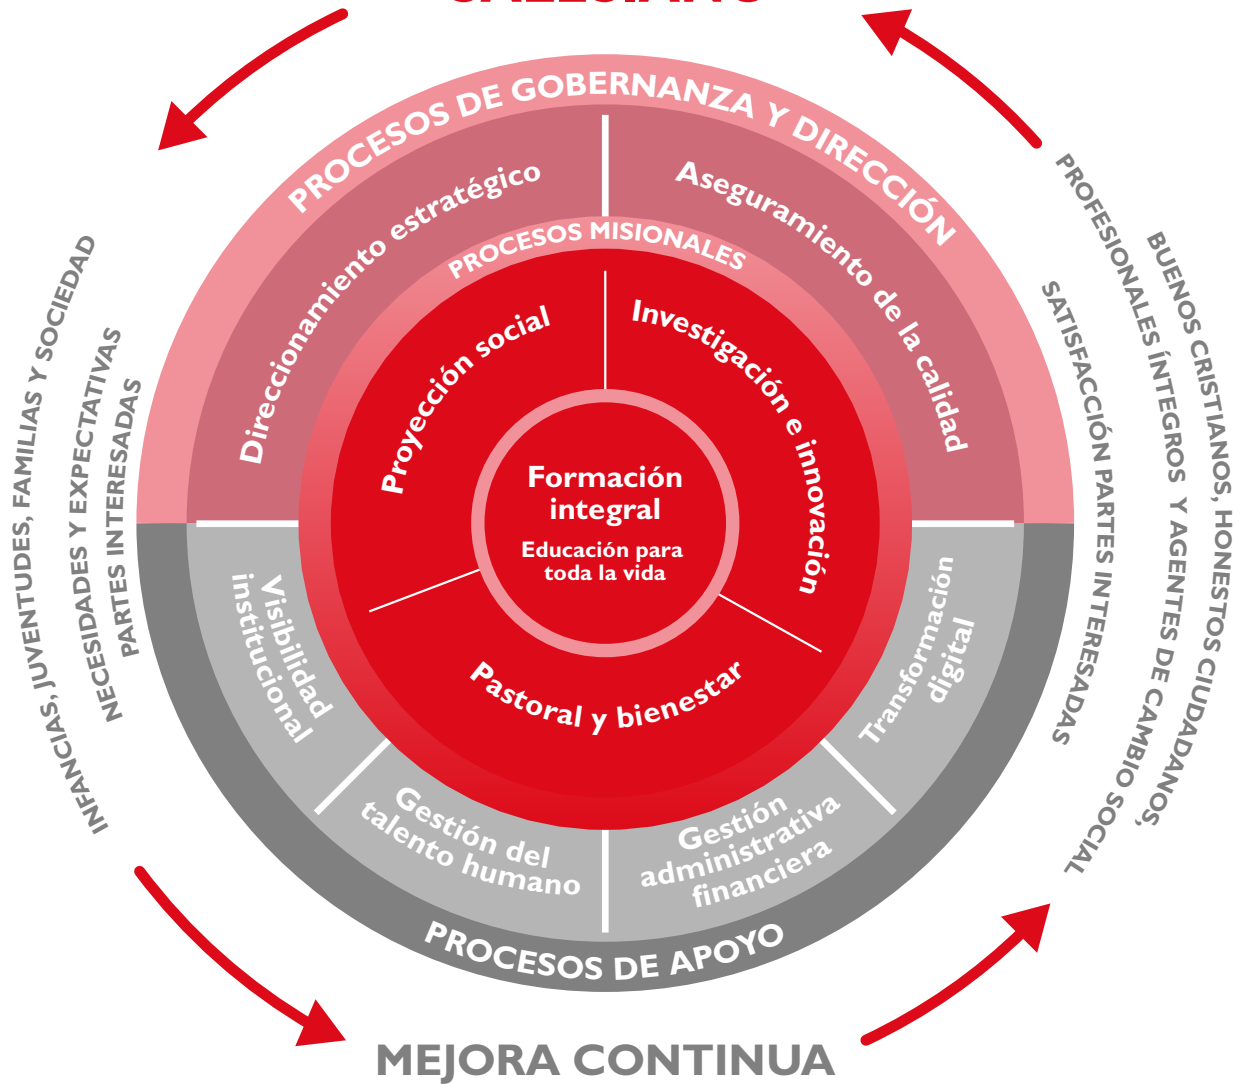 PROCESOS DE GOBERNANZA Y DIRECCIÓN
Direccionamiento estratégico
Aseguramiento de la calidad
PROCESOS MISIONALES
Proyección social
Investigación e innovación
Formación
integral
Educación para
toda la vida
Pastoral y bienestar
Visibilidad
institucional
Gestión del
talento humano
Gestión
administrativa
financiera
Transformación
digital
PROCESOS DE APOYO
INFANCIAS, JUVENTUDES, FAMILIAS Y SOCIEDAD
NECESIDADES Y EXPECTATIVAS
PARTES INTERESADAS
SATISFACCIÓN PARTES INTERESADAS
BUENOS CRISTIANOS, HONESTOS CIUDADANOS,
PROFESIONALES ÍNTEGROS Y AGENTES DE CAMBIO SOCIAL
MEJORA CONTINUA